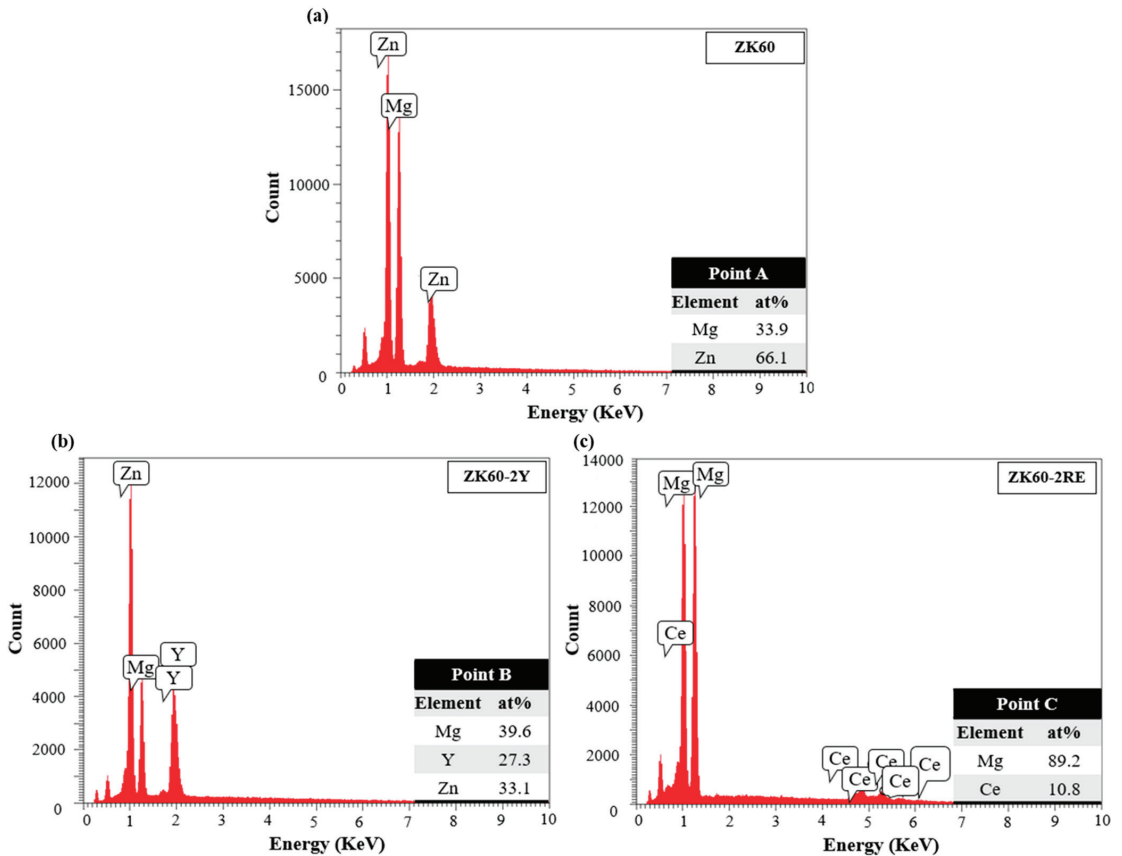 (a)
ZK60
Zn
Mg
Zn
15000
10000
5000
0
Count
Point A
Element at%
Mg 33.9
Zn 66.1
0 1 2 3 4 5 6 7 8 9 10
Energy (KeV)
(b)
ZK60-2Y
Zn
Mg
Y
Y
12000
10000
8000
6000
4000
2000
0
Count
Point B
Element at%
Mg 39.6
Y 27.3
Zn 33.1
0 1 2 3 4 5 6 7 8 9 10
Energy (KeV)
(c)
ZK60-2RE
Mg
Mg
Ce
Ce
Ce
Ce
Ce
Ce
14000
12000
10000
8000
6000
4000
2000
0
Count
Point C
Element at%
Mg 89.2
Ce 10.8
0 1 2 3 4 5 6 7 8 9 10
Energy (KeV)